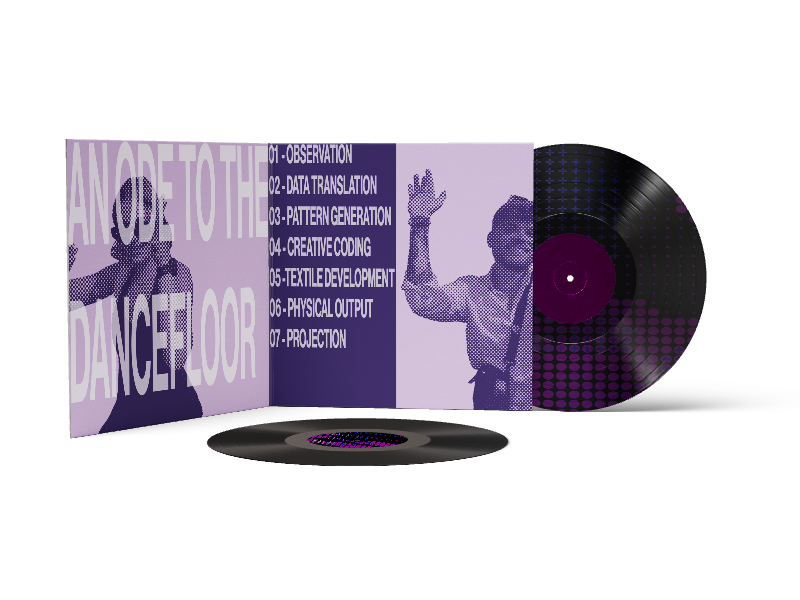 AN ODE TO THE
DANCEFLOOR
01 - OBSERVATION
02 - DATA TRANSLATION
03 - PATTERN GENERATION
04 - CREATIVE CODING
05 -TEXTILE DEVELOPMENT
06 - PHYSICAL OUTPUT
07 - PROJECTION